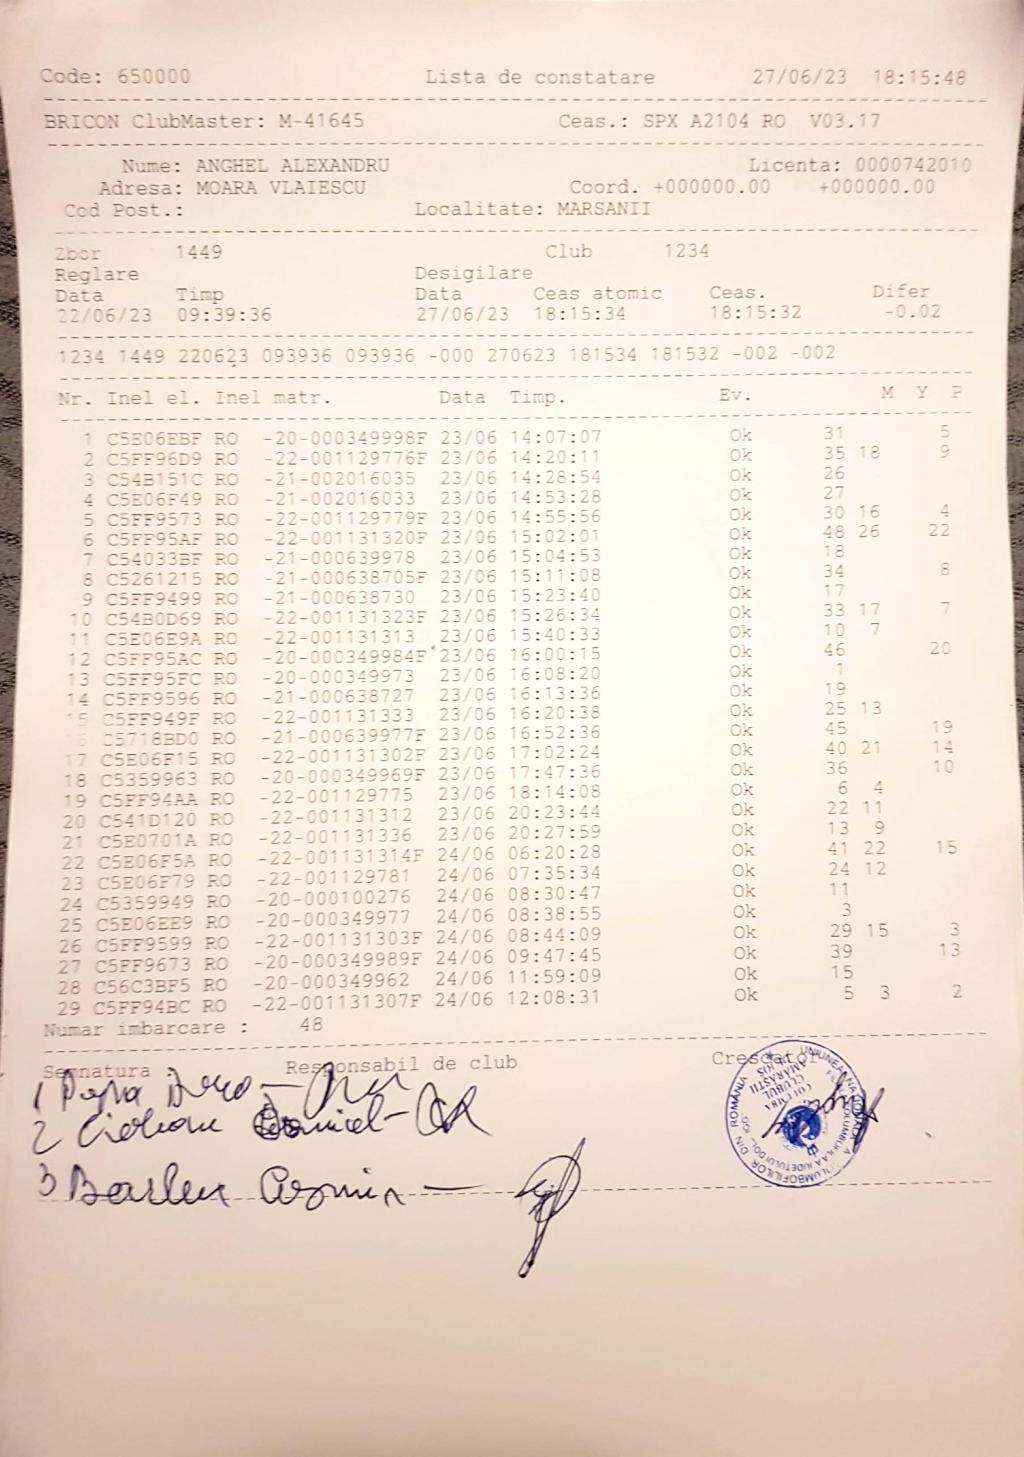 Code: 650000 Lista de constatare 27/06/23 18:15:48
BRICON ClubMaster: M-41645 Ceas.: SPX A2104 RO V03.17
Nume: ANGHEL ALEXANDRU Licenta: 0000742010
Adresa: MOARA VLAIESCU Coord. +000000.00 +000000.00
Cod Post.: Localitate: MARSANII
Zbor 1449 Club 1234
Reglare Desigilare
Data Timp Data Ceas atomic Ceas. Difer
22/06/23 09:39:36 27/06/23 18:15:34 18:15:32 -0.02
1234 1449 220623 093936 093936 -000 270623 181534 181532 -002 -002
Nr. Inel el. Inel matr. Data Timp. Ev. M Y P
1 C5E06EBF RO -20-000349998F 23/06 14:07:07 Ok 31 5
2 C5FF96D9 RO -22-001129776F 23/06 14:20:11 Ok 35 18 9
3 C54B151C RO -21-002016035 23/06 14:28:54 Ok 26
4 C5E06F49 RO -21-002016033 23/06 14:53:28 Ok 27
5 C5FF9573 RO -22-001129779F 23/06 14:55:56 Ok 30 16 4
6 C5FF95AF RO -22-001131320F 23/06 15:02:01 Ok 48 26 22
7 C54033BF RO -21-000639978 23/06 15:04:53 Ok 18
8 C5261215 RO -21-000638705F 23/06 15:11:08 Ok 34 8
9 C5FF9499 RO -21-000638730 23/06 15:23:40 Ok 17
10 C54B0D69 RO -22-001131323F 23/06 15:26:34 Ok 33 17 7
11 C5E06E9A RO -22-001131313 23/06 15:40:33 Ok 10 7
12 C5FF95AC RO -20-000349984F 23/06 16:00:15 Ok 46 20
13 C5FF95FC RO -20-000349973 23/06 16:08:20 Ok 1
14 C5FF9596 RO -21-000638727 23/06 16:13:36 Ok 19
15 C5FF949F RO -22-001131333 23/06 16:20:38 Ok 25 13
16 C5718BD0 RO -21-000639977F 23/06 16:52:36 Ok 45 19
17 C5E06F15 RO -22-001131302F 23/06 17:02:24 Ok 40 21 14
18 C5359963 RO -20-000349969F 23/06 17:47:36 Ok 36 10
19 C5FF94AA RO -22-001129775 23/06 18:14:08 Ok 6 4
20 C541D120 RO -22-001131312 23/06 20:23:44 Ok 22 11
21 C5E0701A RO -22-001131336 23/06 20:27:59 Ok 13 9
22 C5E06F5A RO -22-001131314F 24/06 06:20:28 Ok 41 22 15
23 C5E06F79 RO -22-001129781 24/06 07:35:34 Ok 24 12
24 C5359949 RO -20-000100276 24/06 08:30:47 Ok 11
25 C5E06EE9 RO -20-000349977 24/06 08:38:55 Ok 3
26 C5FF9599 RO -22-001131303F 24/06 08:44:09 Ok 29 15 3
27 C5FF9673 RO -20-000349989F 24/06 09:47:45 Ok 39 13
28 C56C3BF5 RO -20-000349962 24/06 11:59:09 Ok 15
29 C5FF94BC RO -22-001131307F 24/06 12:08:31 Ok 5 3 2
Numar imbarcare : 48
Semnatura : Responsabil de club Crescator
1
2
3